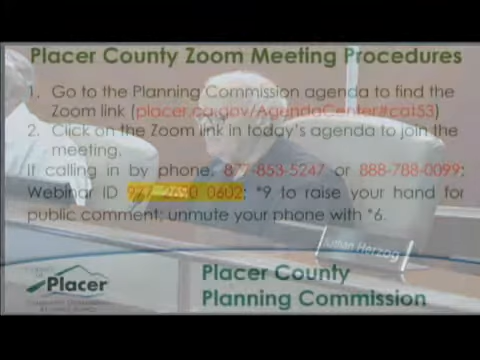 Placer County Zoom Meeting Procedures
1. Go to the Planning Commission agenda to find the
Zoom link (placer.ca.gov/AgendaCenter#cat53)
2. Click on the Zoom link in today's agenda to join the
meeting.
If calling in by phone, 877-853-5247 or 888-788-0099;
Webinar ID 0602; *9 to raise your hand for
public comment; unmute your phone with *6.
Herzog
Placer County
Placer
Planning Commission